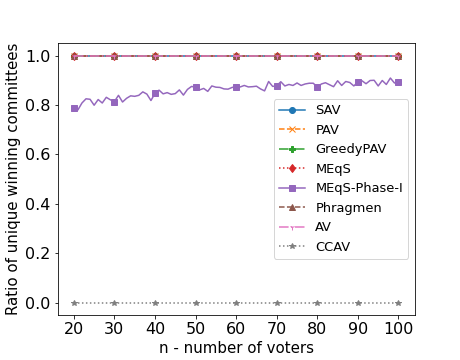 Ratio of unique winning committees
1.0
0.8
0.6
0.4
0.2
0.0
SAV
PAV
GreedyPAV
MEqS
MEqS-Phase-I
Phragmen
AV
CCAV
20 30 40 50 60 70 80 90 100
n - number of voters